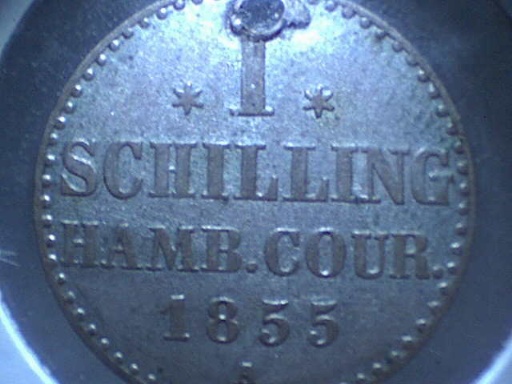 * 1 *
SCHILLING
HAMB.COUR.
1855